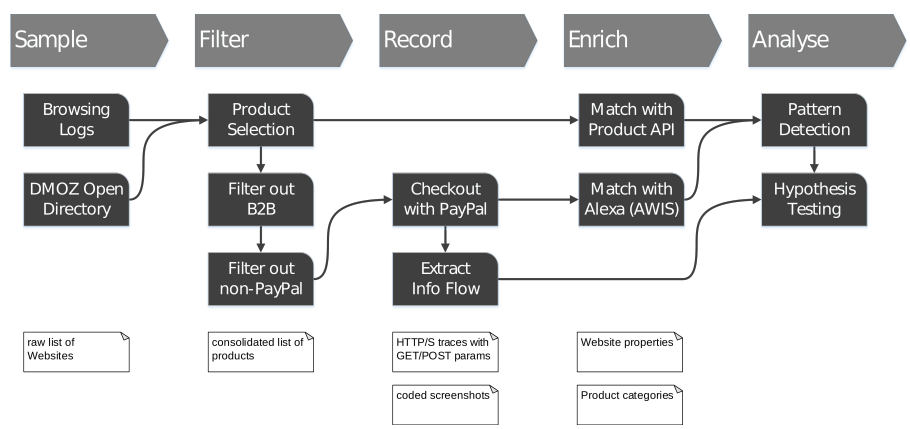 Sample
Filter
Record
Enrich
Analyse
Browsing
Logs
Product
Selection
Match with
Product API
Pattern
Detection
DMOZ Open
Directory
Filter out
B2B
Checkout
with PayPal
Match with
Alexa (AWIS)
Hypothesis
Testing
Filter out
non-PayPal
Extract
Info Flow
raw list of
Websites
consolidated list of
products
HTTP/S traces with
GET/POST params
Website properties
coded screenshots
Product categories